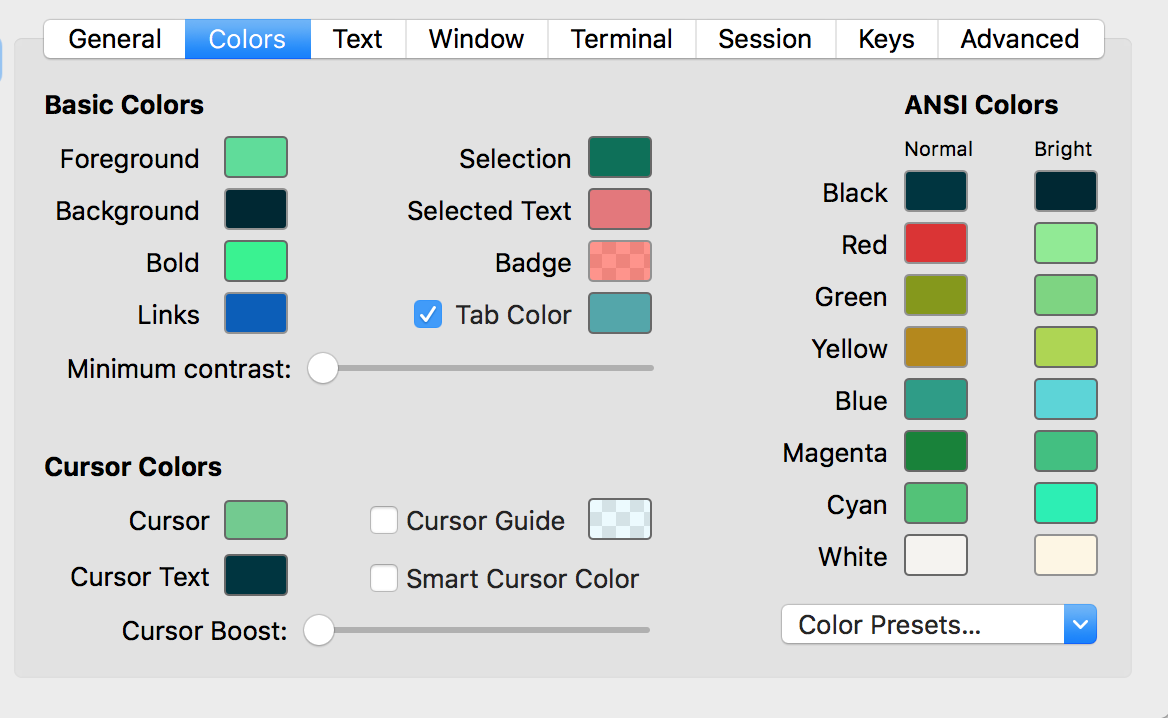 General Colors Text Window Terminal Session Keys Advanced
Basic Colors
Foreground
Background
Bold
Links
Selection
Selected Text
Badge
Tab Color
Minimum contrast:
Cursor Colors
Cursor
Cursor Text
Cursor Guide
Smart Cursor Color
Cursor Boost:
ANSI Colors
Normal Bright
Black
Red
Green
Yellow
Blue
Magenta
Cyan
White
Color Presets...